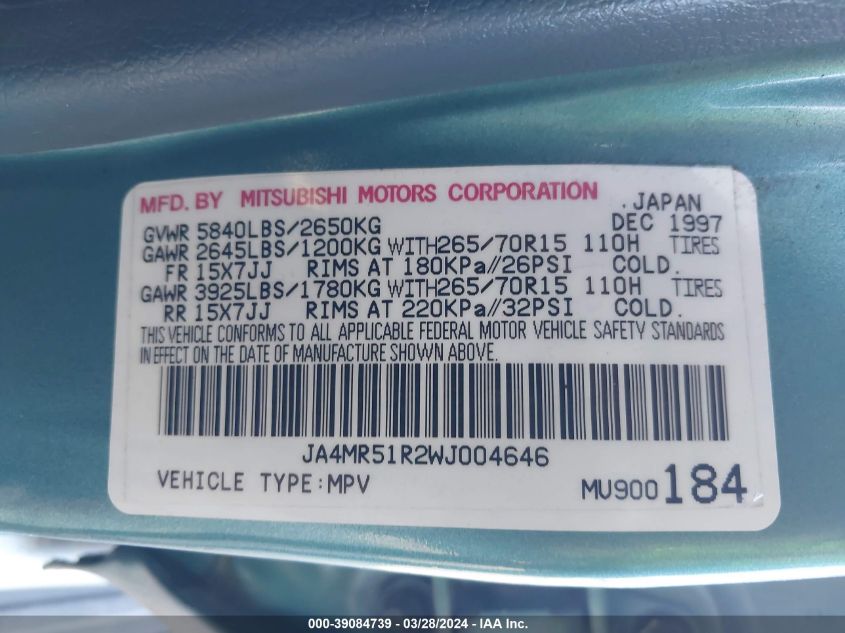 MFD. BY MITSUBISHI MOTORS CORPORATION .JAPAN
GVWR 5840LBS/2650KG DEC 1997
GAWR 2645LBS/1200KG WITH265/70R15 110H TIRES
FR 15X7JJ RIMS AT 180KPa//26PSI COLD.
GAWR 3925LBS/1780KG WITH265/70R15 110H TIRES
RR 15X7JJ RIMS AT 220KPa//32PSI COLD.
THIS VEHICLE CONFORMS TO ALL APPLICABLE FEDERAL MOTOR VEHICLE SAFETY STANDARDS
IN EFFECT ON THE DATE OF MANUFACTURE SHOWN ABOVE.
JA4MR51R2WJ004646
VEHICLE TYPE:MPV MU900184
000-39084739 - 03/28/2024 - IAA Inc.